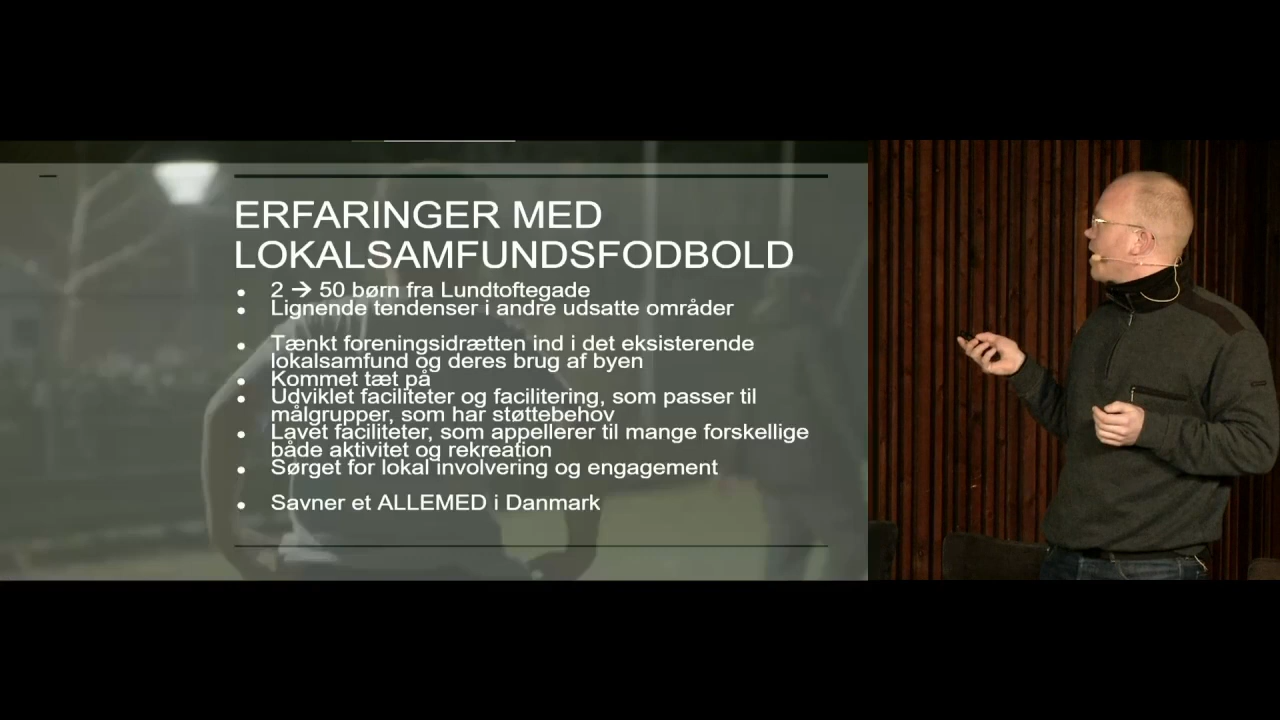 ERFARINGER MED
LOKALSAMFUNDSFODBOLD
• 2 → 50 børn fra Lundtoftegade
• Lignende tendenser i andre udsatte områder
• Tænkt foreningsidrætten ind i det eksisterende
lokalsamfund og deres brug af byen
• Kommet tæt på
• Udviklet faciliteter og facilitering, som passer til
målgrupper, som har støttebehov
• Lavet faciliteter, som appellerer til mange forskellige
både aktivitet og rekreation
• Sørget for lokal involvering og engagement
• Savner et ALLEMED i Danmark